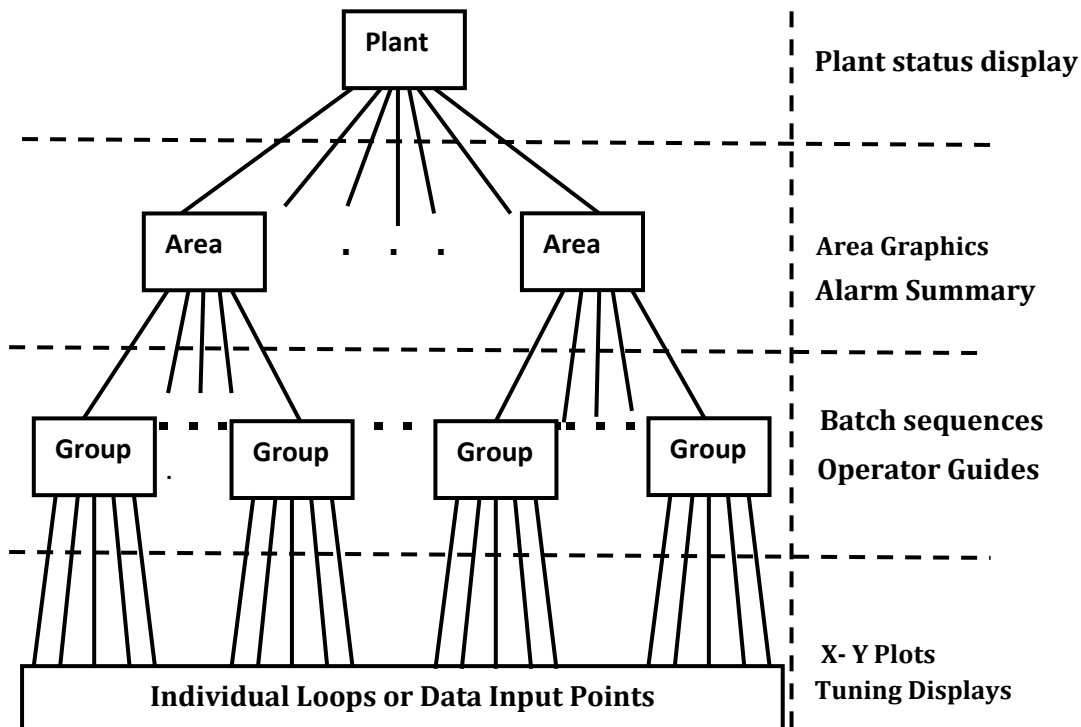 Plant
Plant status display
Area
Area
Area Graphics
Alarm Summary
Batch sequences
Group
Group
Group
Group
Operator Guides
X- Y Plots
Individual Loops or Data Input Points
Tuning Displays